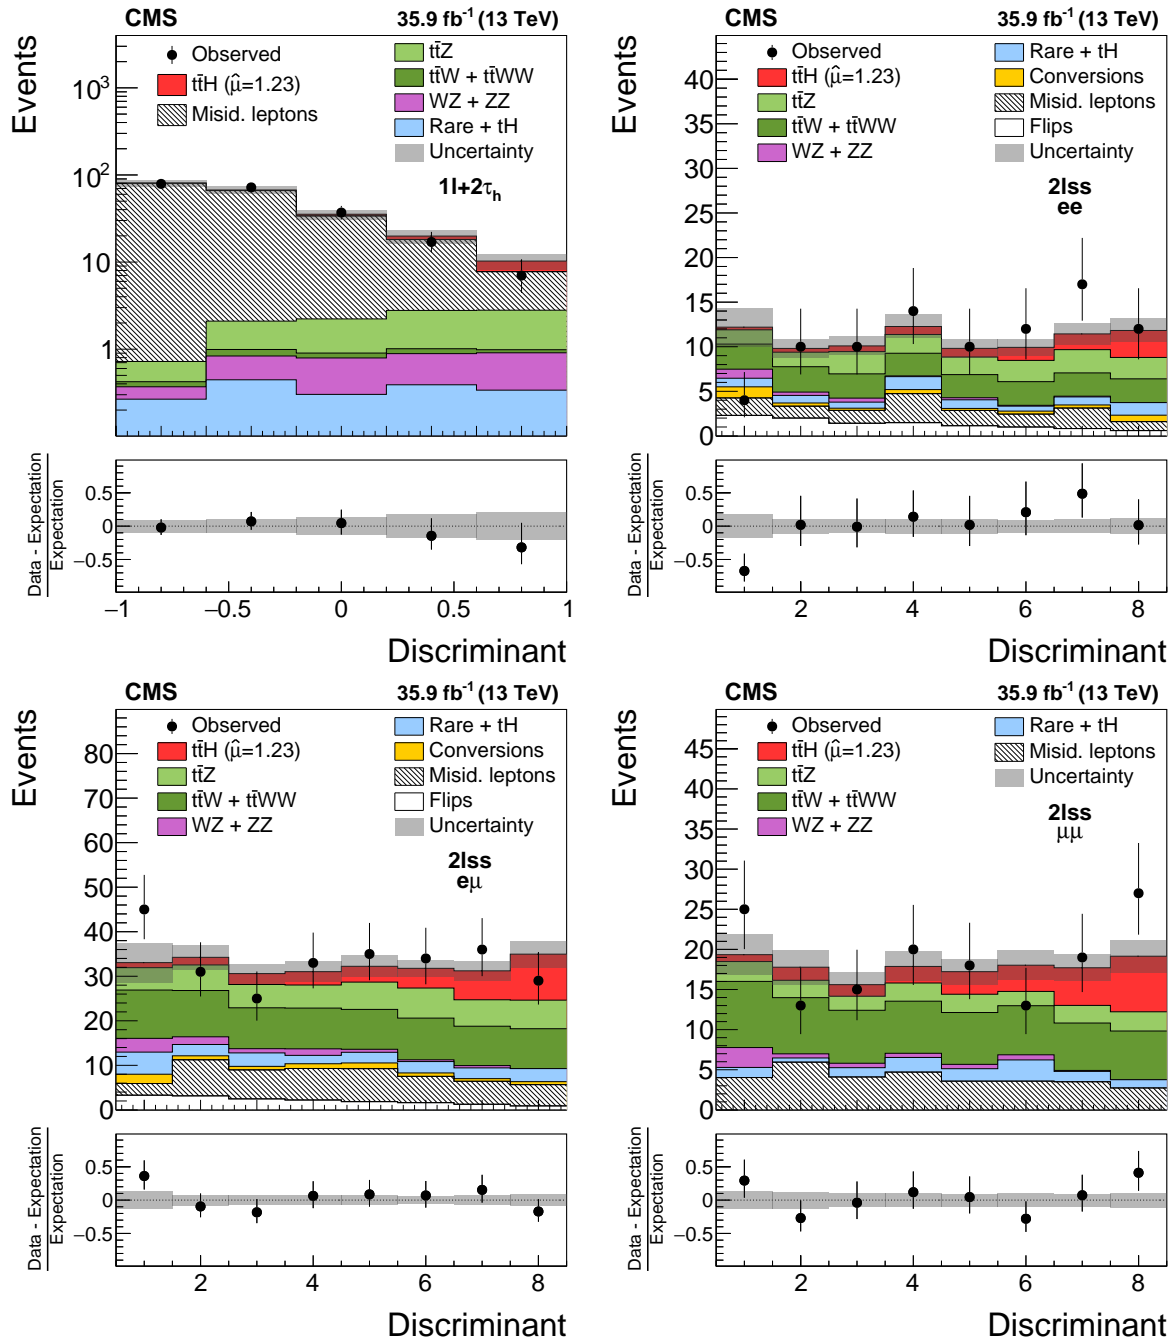 CMS 35.9 fb⁻¹ (13 TeV)
Events
Observed
tt̄H (μ̂=1.23)
Misid. leptons
tt̄Z
tt̄W + tt̄WW
WZ + ZZ
Rare + tH
Uncertainty
1l+2τh
10³
10²
10
1
Data - Expectation
Expectation
0.5
0
−0.5
−1 −0.5 0 0.5 1
Discriminant
CMS 35.9 fb⁻¹ (13 TeV)
Events
Observed
tt̄H (μ̂=1.23)
tt̄Z
tt̄W + tt̄WW
WZ + ZZ
Rare + tH
Conversions
Misid. leptons
Flips
Uncertainty
2lss
ee
40
35
30
25
20
15
10
5
0
Data - Expectation
Expectation
0.5
0
−0.5
2 4 6 8
Discriminant
CMS 35.9 fb⁻¹ (13 TeV)
Events
Observed
tt̄H (μ̂=1.23)
tt̄Z
tt̄W + tt̄WW
WZ + ZZ
Rare + tH
Conversions
Misid. leptons
Flips
Uncertainty
2lss
eμ
80
70
60
50
40
30
20
10
0
Data - Expectation
Expectation
0.5
0
−0.5
2 4 6 8
Discriminant
CMS 35.9 fb⁻¹ (13 TeV)
Events
Observed
tt̄H (μ̂=1.23)
tt̄Z
tt̄W + tt̄WW
WZ + ZZ
Rare + tH
Misid. leptons
Uncertainty
2lss
μμ
45
40
35
30
25
20
15
10
5
0
Data - Expectation
Expectation
0.5
0
−0.5
2 4 6 8
Discriminant